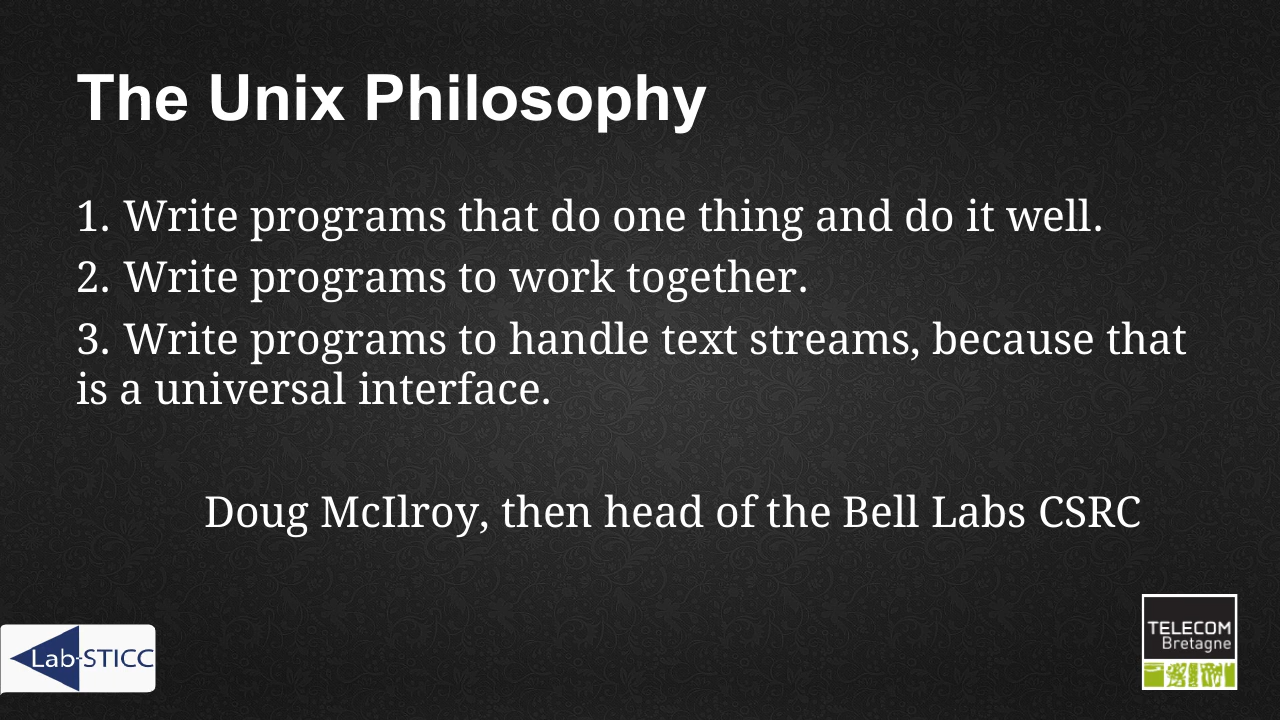 The Unix Philosophy
1. Write programs that do one thing and do it well.
2. Write programs to work together.
3. Write programs to handle text streams, because that
is a universal interface.
Doug McIlroy, then head of the Bell Labs CSRC
Lab-STICC
TELECOM
Bretagne